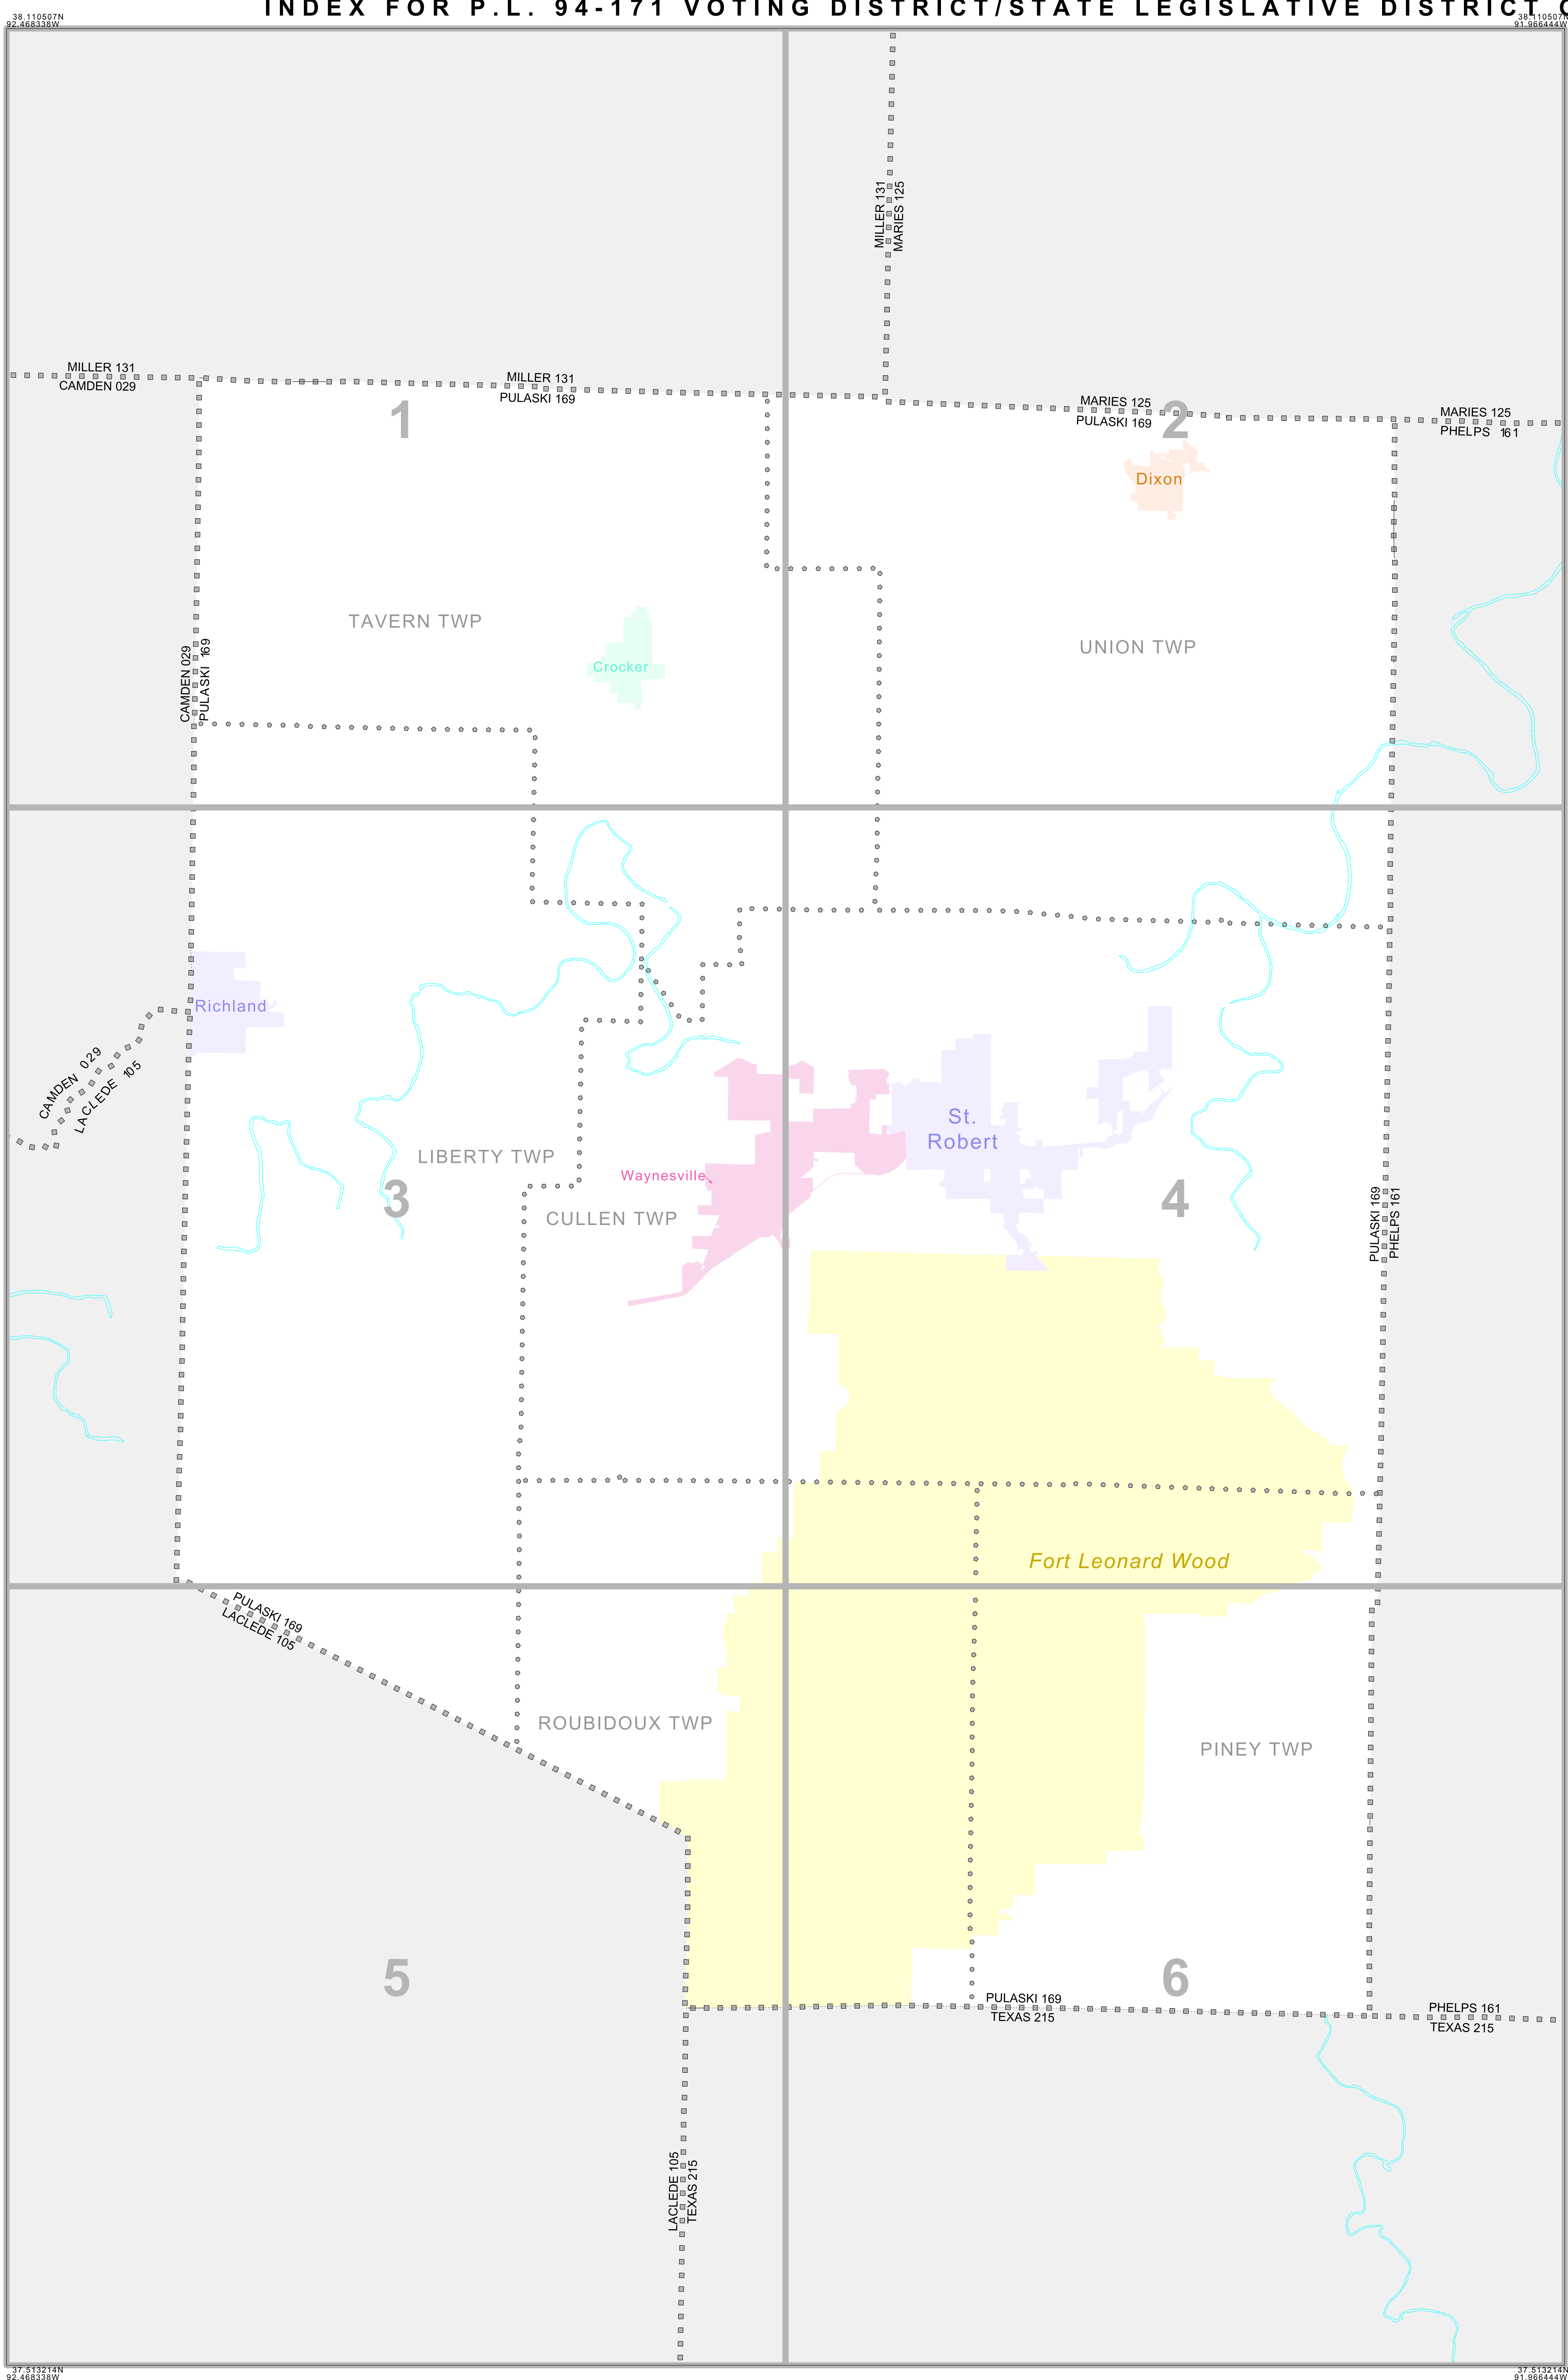 INDEX FOR P.L. 94-171 VOTING DISTRICT/STATE LEGISLATIVE DISTRICT
38.110507N
92.468338W
38.110507N
91.966444W
MILLER 131
MARIES 125
MILLER 131
CAMDEN 029
MILLER 131
PULASKI 169
1
MARIES 125
PULASKI 169
2
MARIES 125
PHELPS 161
Dixon
TAVERN TWP
Crocker
UNION TWP
CAMDEN 029
PULASKI 169
Richland
CAMDEN 029
LACLEDE 105
St.
Robert
LIBERTY TWP
Waynesville
3
CULLEN TWP
4
PULASKI 169
PHELPS 161
Fort Leonard Wood
PULASKI 169
LACLEDE 105
ROUBIDOUX TWP
PINEY TWP
5
6
PULASKI 169
TEXAS 215
PHELPS 161
TEXAS 215
LACLEDE 105
TEXAS 215
37.513214N
92.468338W
37.513214N
91.966444W